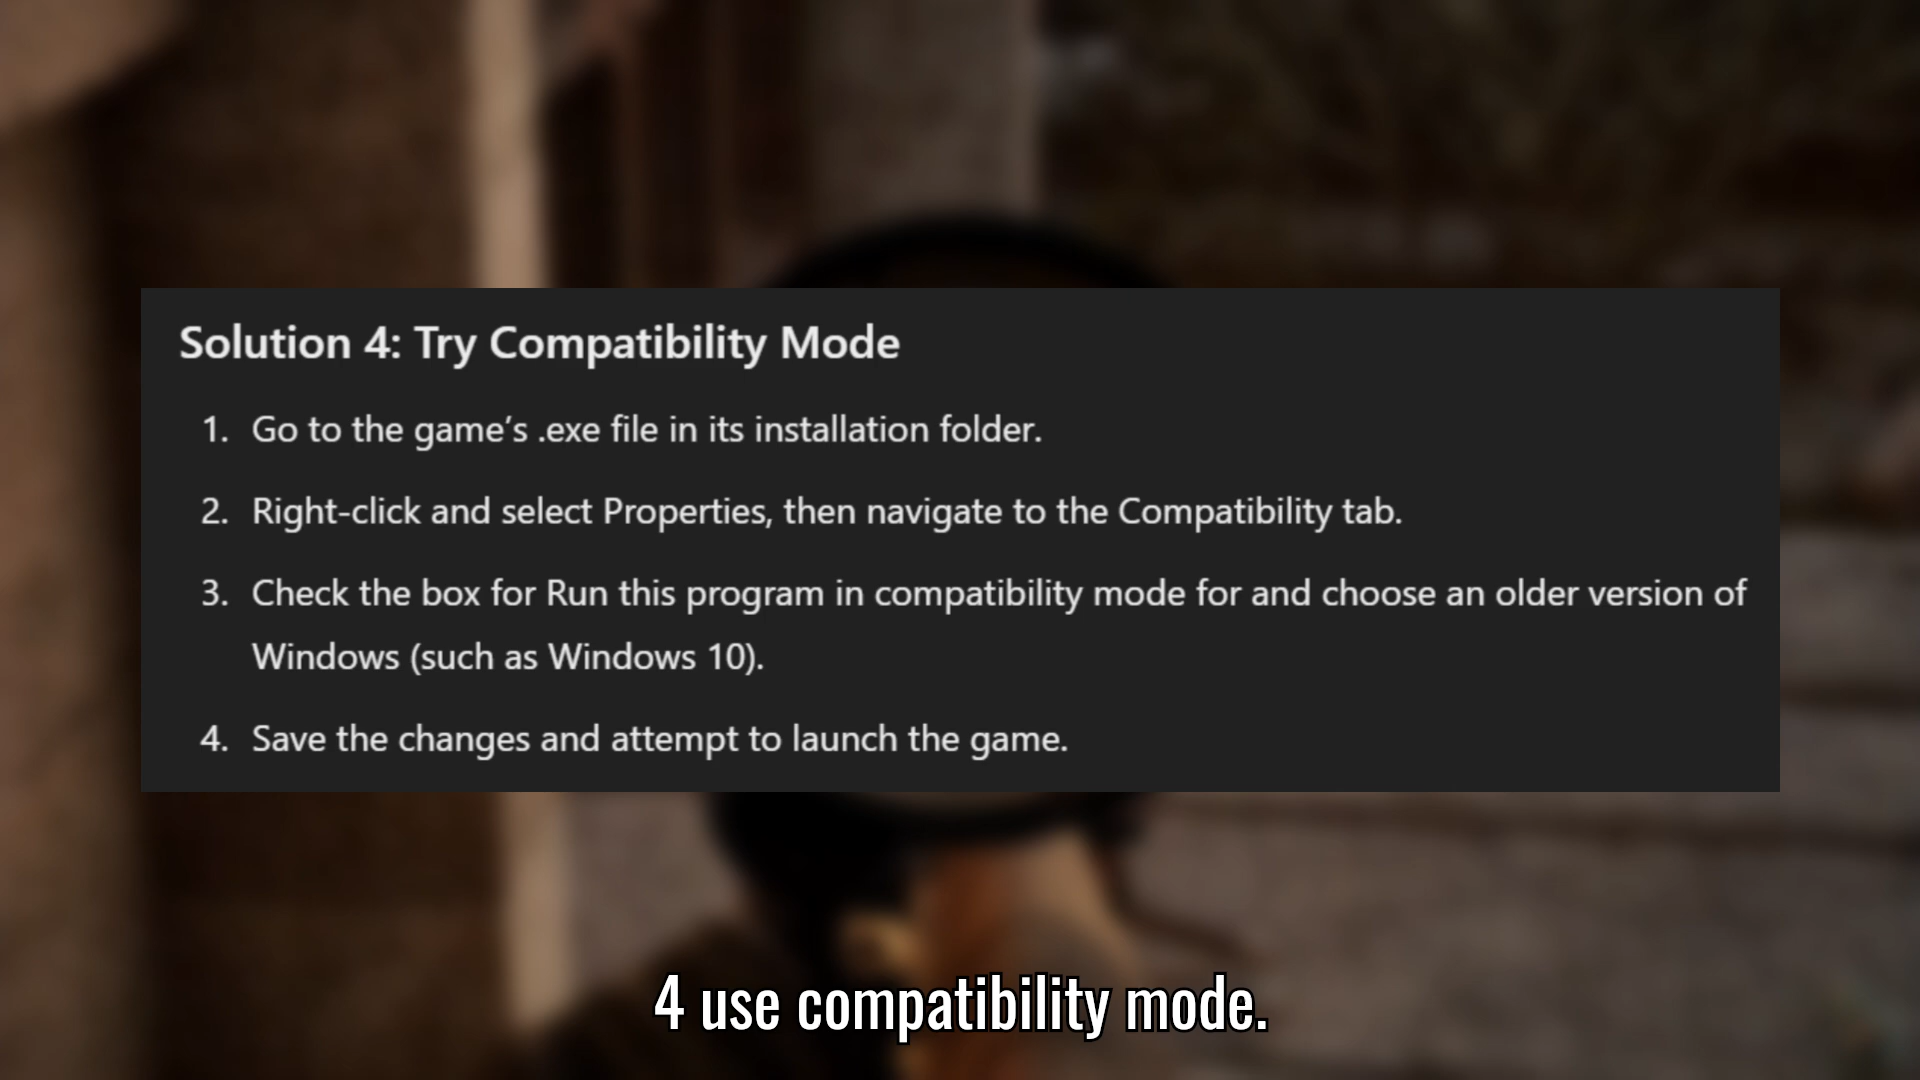 Solution 4: Try Compatibility Mode
1. Go to the game’s .exe file in its installation folder.
2. Right-click and select Properties, then navigate to the Compatibility tab.
3. Check the box for Run this program in compatibility mode for and choose an older version of
Windows (such as Windows 10).
4. Save the changes and attempt to launch the game.
4 use compatibility mode.